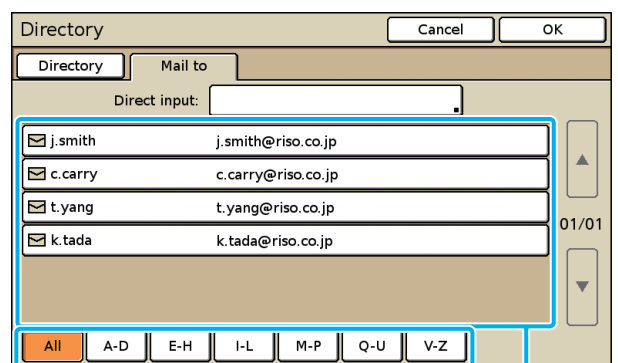 Directory Cancel OK
Directory Mail to
Direct input:
j.smith j.smith@riso.co.jp
c.carry c.carry@riso.co.jp
t.yang t.yang@riso.co.jp
k.tada k.tada@riso.co.jp
01/01
All A-D E-H I-L M-P Q-U V-Z